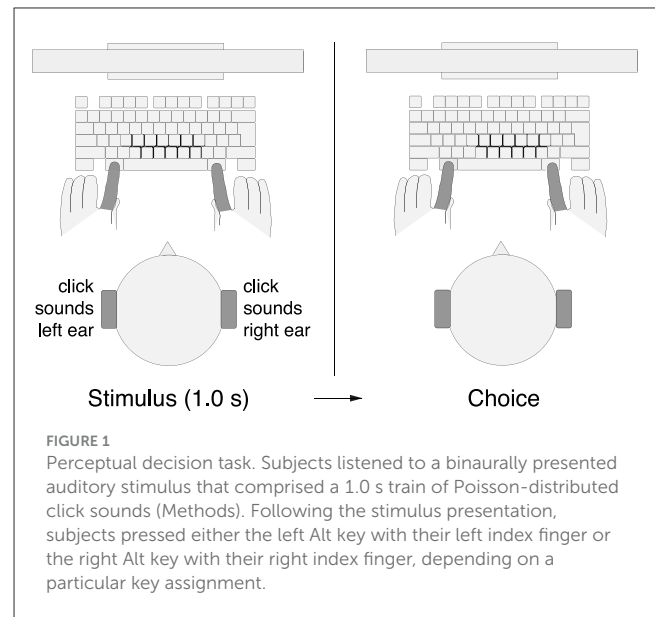 click
sounds
left ear
click
sounds
right ear
Stimulus (1.0 s) → Choice
FIGURE 1
Perceptual decision task. Subjects listened to a binaurally presented
auditory stimulus that comprised a 1.0 s train of Poisson-distributed
click sounds (Methods). Following the stimulus presentation,
subjects pressed either the left Alt key with their left index finger or
the right Alt key with their right index finger, depending on a
particular key assignment.